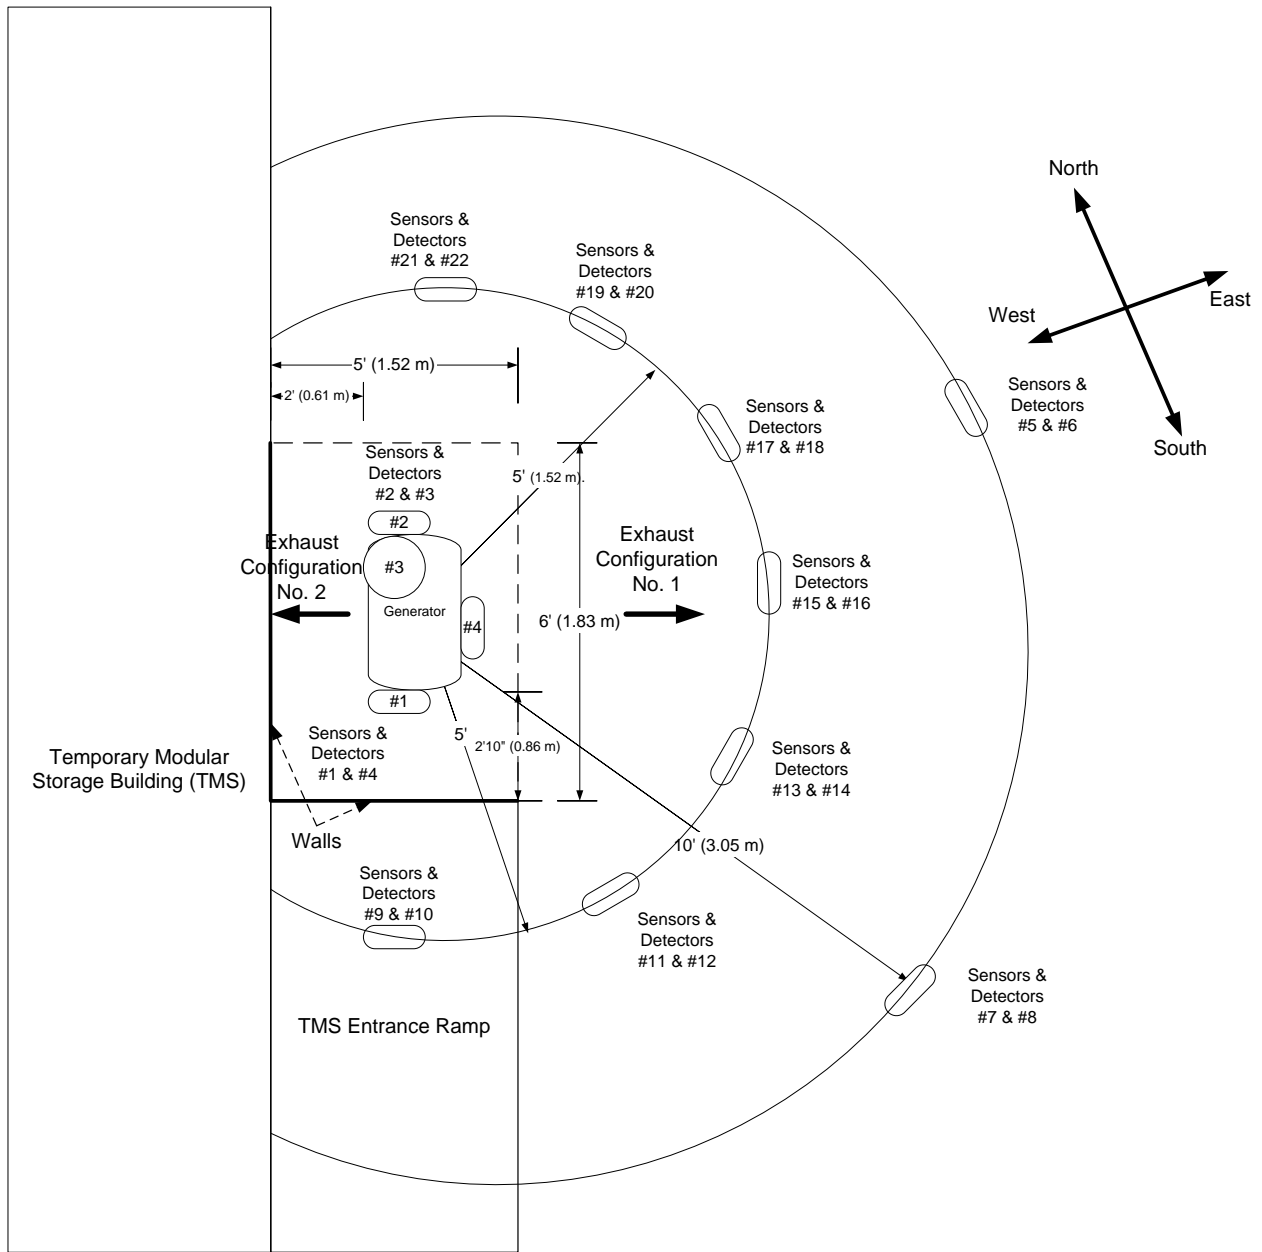 North
Sensors &
Detectors
#21 & #22
Sensors &
Detectors
#19 & #20
East
West
5' (1.52 m)
2' (0.61 m)
Sensors &
Detectors
#5 & #6
Sensors &
Detectors
#17 & #18
South
Sensors &
Detectors
#2 & #3
5' (1.52 m).
#2
Exhaust
Configuration
No. 2
#3
Exhaust
Configuration
No. 1
Sensors &
Detectors
#15 & #16
Generator
#4
6' (1.83 m)
#1
Sensors &
Detectors
#1 & #4
5'
2'10" (0.86 m)
Temporary Modular
Storage Building (TMS)
Sensors &
Detectors
#13 & #14
Walls
10' (3.05 m)
Sensors &
Detectors
#9 & #10
Sensors &
Detectors
#11 & #12
Sensors &
Detectors
#7 & #8
TMS Entrance Ramp